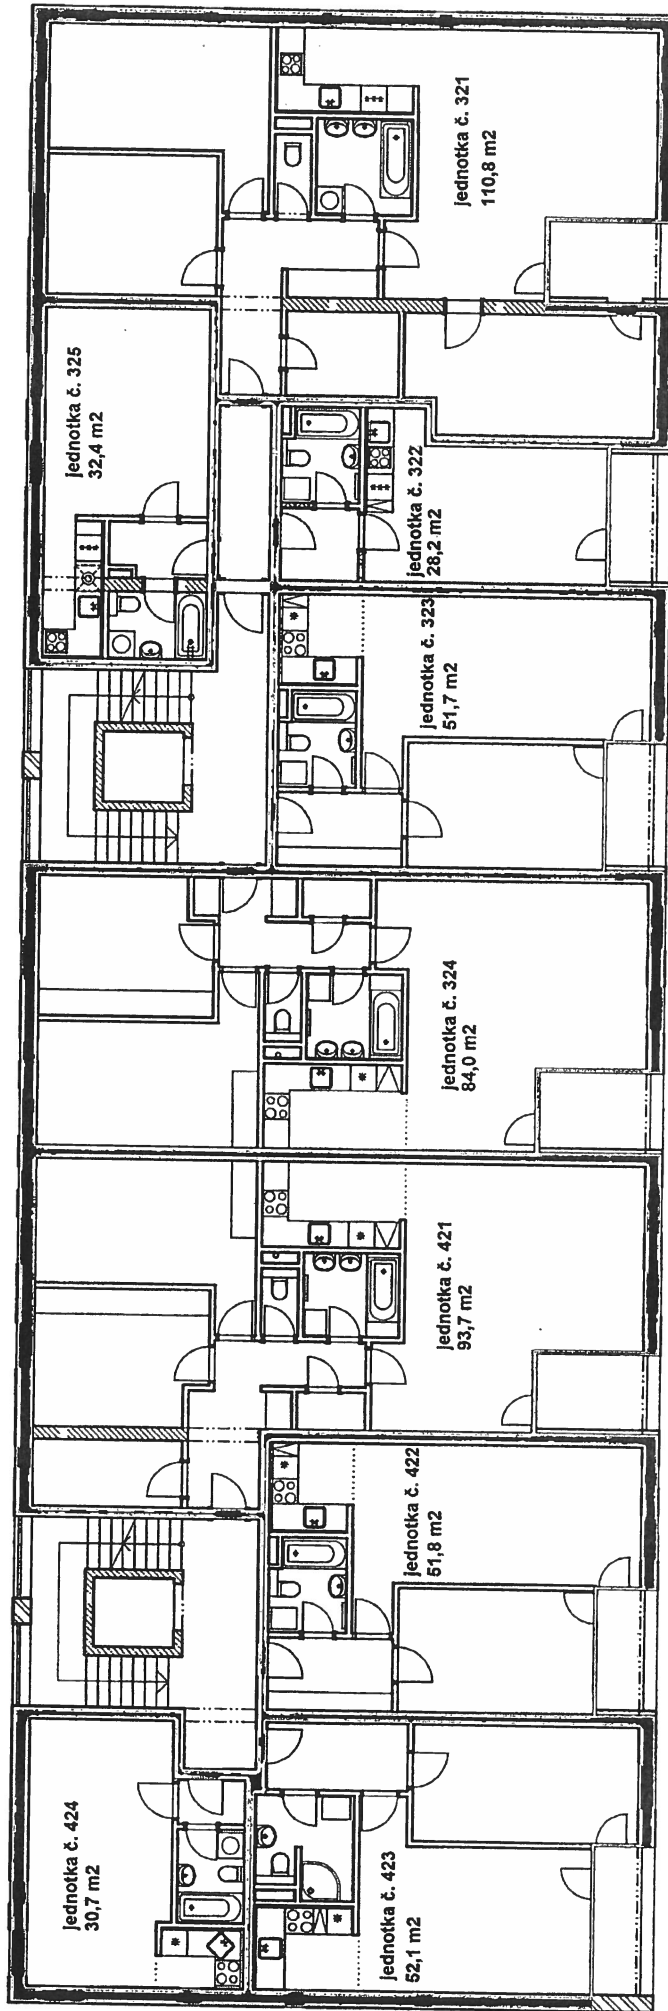 jednotka č. 321
110,8 m2
jednotka č. 325
32,4 m2
jednotka č. 322
28,2 m2
jednotka č. 323
51,7 m2
jednotka č. 324
84,0 m2
jednotka č. 421
93,7 m2
jednotka č. 422
51,8 m2
jednotka č. 424
30,7 m2
jednotka č. 423
52,1 m2